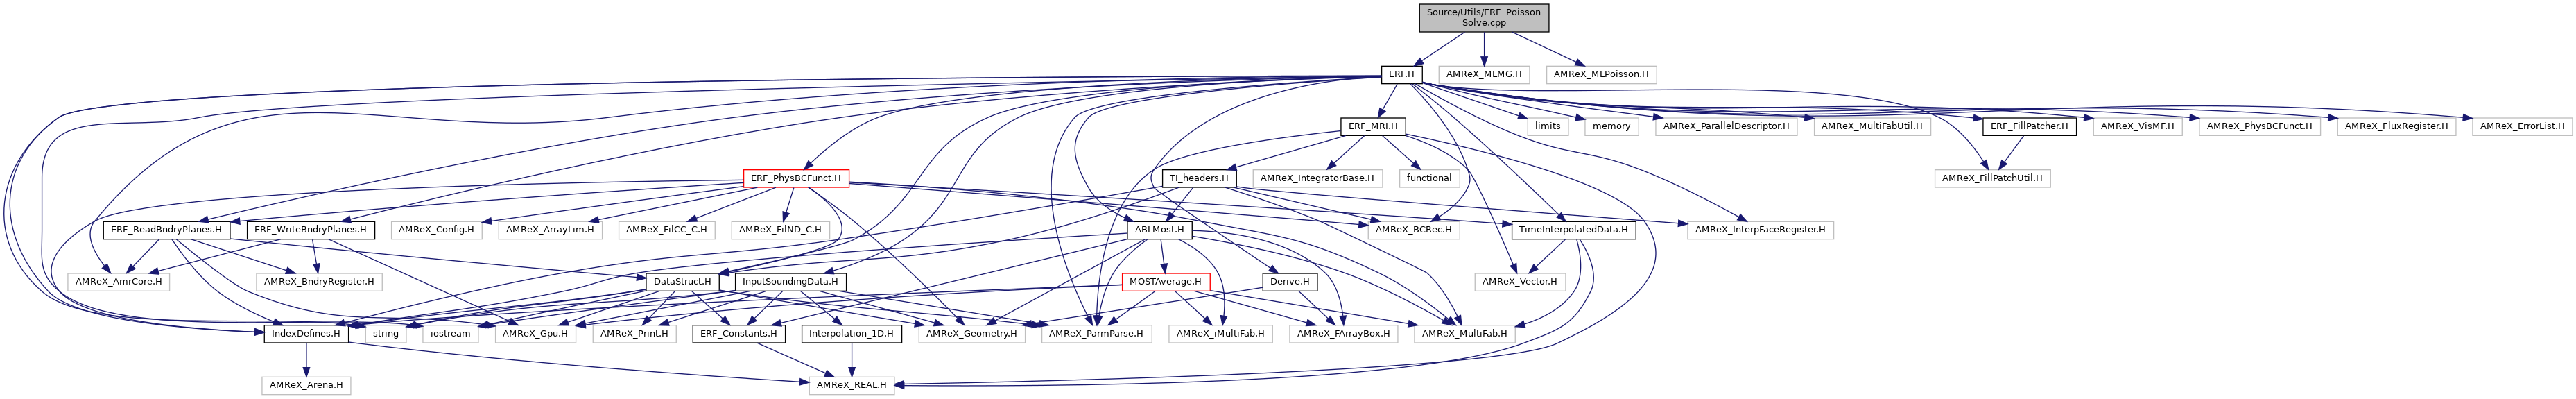 Source/Utils/ERF_Poisson
Solve.cpp
ERF.H
AMReX_MLMG.H
AMReX_MLPoisson.H
ERF_MRI.H
limits
memory
AMReX_ParallelDescriptor.H
AMReX_MultiFabUtil.H
ERF_FillPatcher.H
AMReX_VisMF.H
AMReX_PhysBCFunct.H
AMReX_FluxRegister.H
AMReX_ErrorList.H
ERF_PhysBCFunct.H
TI_headers.H
AMReX_IntegratorBase.H
functional
AMReX_FillPatchUtil.H
ERF_ReadBndryPlanes.H
ERF_WriteBndryPlanes.H
AMReX_Config.H
AMReX_ArrayLim.H
AMReX_FilCC_C.H
AMReX_FilND_C.H
ABLMost.H
AMReX_BCRec.H
TimeInterpolatedData.H
AMReX_InterpFaceRegister.H
AMReX_AmrCore.H
AMReX_BndryRegister.H
DataStruct.H
InputSoundingData.H
MOSTAverage.H
Derive.H
AMReX_Vector.H
IndexDefines.H
string
iostream
AMReX_Gpu.H
AMReX_Print.H
ERF_Constants.H
Interpolation_1D.H
AMReX_Geometry.H
AMReX_ParmParse.H
AMReX_iMultiFab.H
AMReX_FArrayBox.H
AMReX_MultiFab.H
AMReX_Arena.H
AMReX_REAL.H